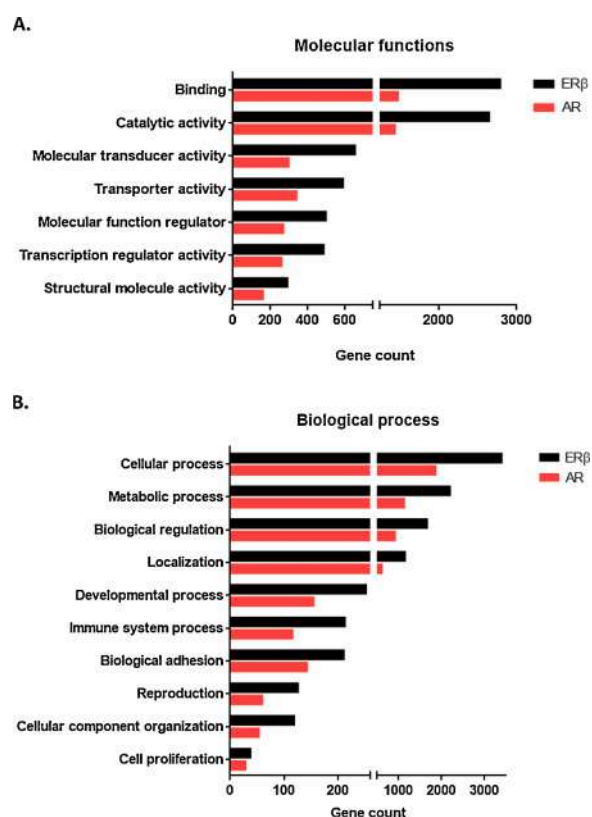 A.
Molecular functions
Binding
Catalytic activity
Molecular transducer activity
Transporter activity
Molecular function regulator
Transcription regulator activity
Structural molecule activity
ERβ
AR
0 200 400 600 2000 3000
Gene count
B.
Biological process
Cellular process
Metabolic process
Biological regulation
Localization
Developmental process
Immune system process
Biological adhesion
Reproduction
Cellular component organization
Cell proliferation
ERβ
AR
0 100 200 1000 2000 3000
Gene count